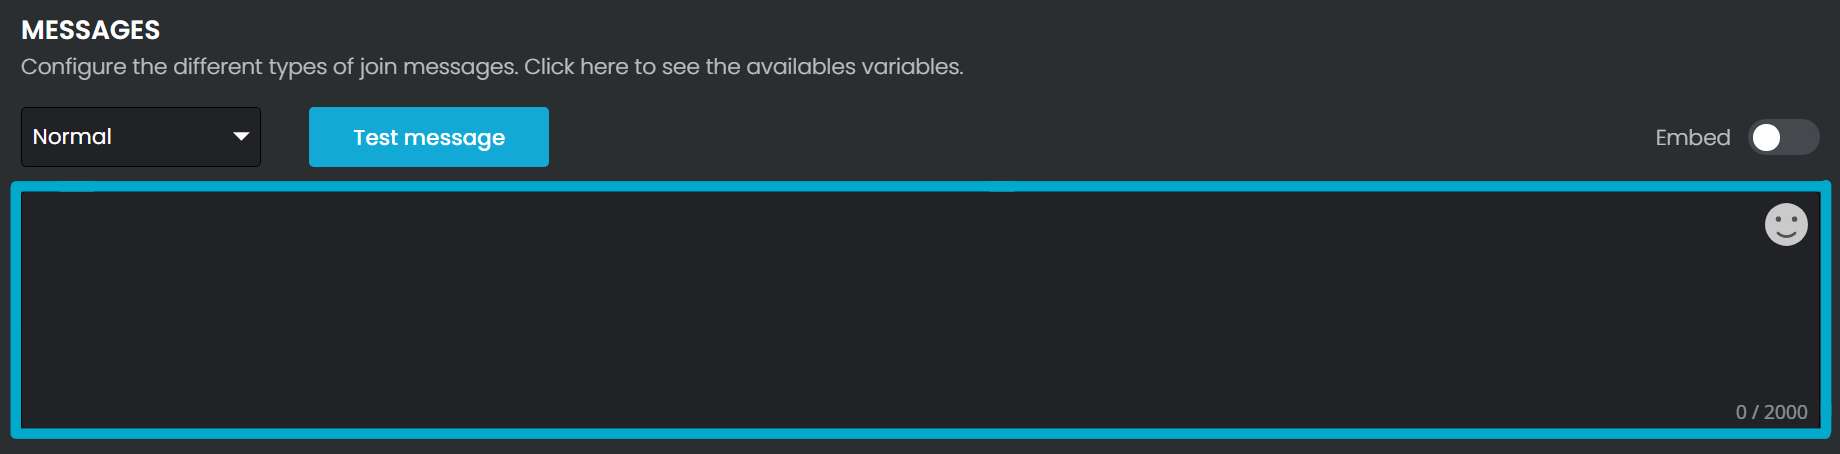 MESSAGES
Configure the different types of join messages. Click here to see the availables variables.
Normal
Test message
Embed
0 / 2000